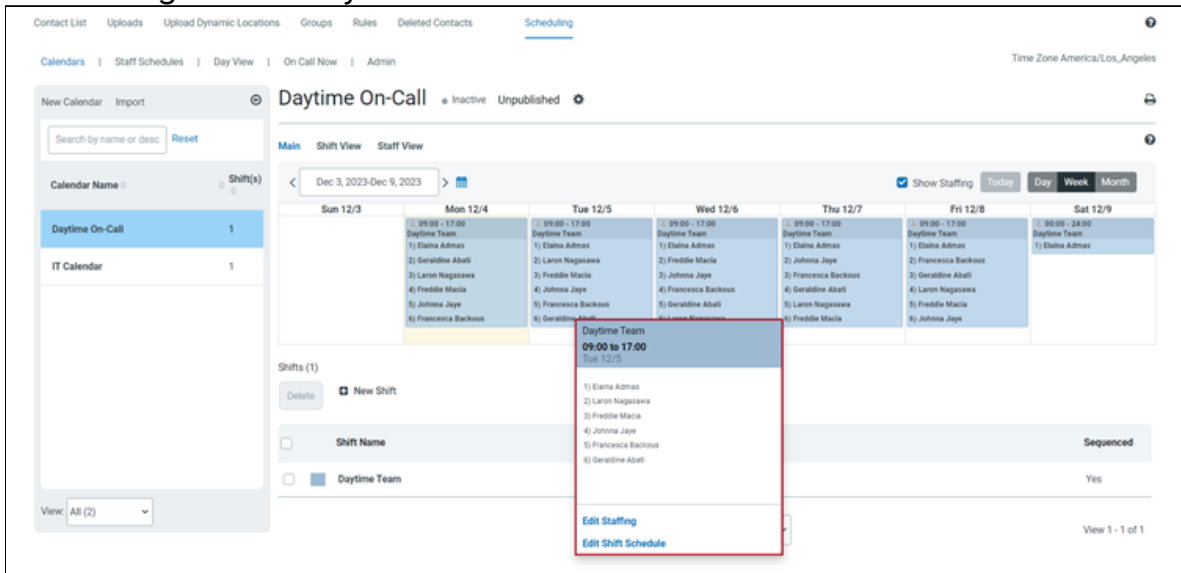 Contact List Uploads Upload Dynamic Locations Groups Rules Deleted Contacts Scheduling
Calendars | Staff Schedules | Day View | On Call Now | Admin Time Zone America/Los_Angeles
New Calendar Import
Daytime On-Call Inactive Unpublished
Search by name or desc Reset
Main Shift View Staff View
Calendar Name Shift(s)
Dec 3, 2023-Dec 9, 2023 Show Staffing Today Day Week Month
Sun 12/3 Mon 12/4 Tue 12/5 Wed 12/6 Thu 12/7 Fri 12/8 Sat 12/9
09:00 - 17:00 09:00 - 17:00 09:00 - 17:00 09:00 - 17:00 09:00 - 17:00 00:00 - 24:00
Daytime Team Daytime Team Daytime Team Daytime Team Daytime Team Daytime Team
Daytime On-Call 1
1) Elaina Admas 1) Elaina Admas 1) Elaina Admas 1) Elaina Admas 1) Elaina Admas 1) Elaina Admas
2) Geraldine Abati 2) Laron Nagasawa 2) Freddie Macia 2) Johnna Jaye 2) Francesca Backous
IT Calendar 1
3) Laron Nagasawa 3) Freddie Macia 3) Johnna Jaye 3) Francesca Backous 3) Geraldine Abati
4) Freddie Macia 4) Johnna Jaye 4) Francesca Backous 4) Geraldine Abati 4) Laron Nagasawa
5) Johnna Jaye 5) Francesca Backous 5) Geraldine Abati 5) Laron Nagasawa 5) Freddie Macia
6) Francesca Backous 6) Geraldine Abati 6) Laron Nagasawa 6) Freddie Macia 6) Johnna Jaye
Daytime Team
09:00 to 17:00
Tue 12/5
1) Elaina Admas
2) Laron Nagasawa
3) Freddie Macia
4) Johnna Jaye
5) Francesca Backous
6) Geraldine Abati
Edit Staffing
Edit Shift Schedule
Shifts (1)
Delete New Shift
Shift Name Sequenced
Daytime Team Yes
View: All (2)
View 1 - 1 of 1